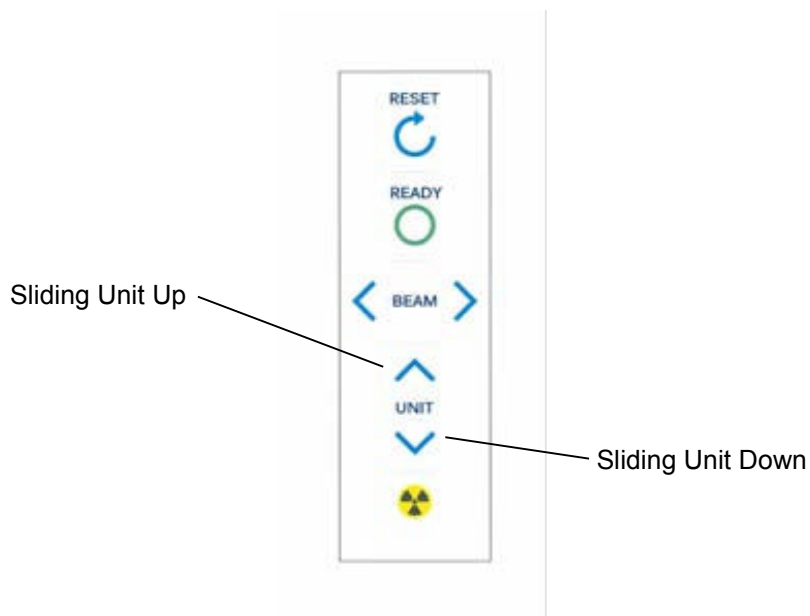 RESET
READY
BEAM
Sliding Unit Up
UNIT
Sliding Unit Down